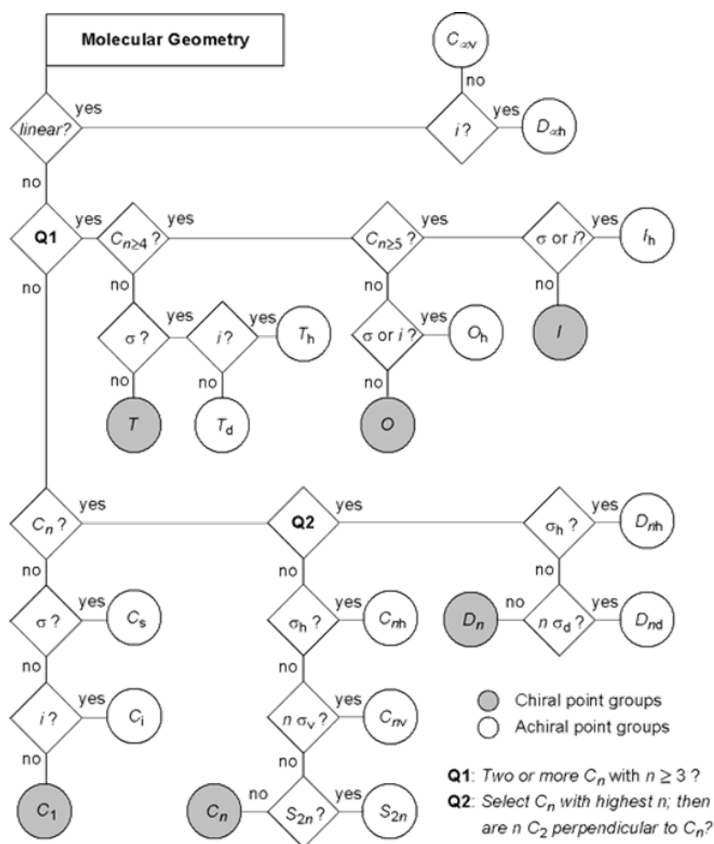 Molecular Geometry
C∞v
no
yes
yes
linear?
i?
D∞h
no
yes
yes
yes
yes
Q1
Cn≥4 ?
Cn≥5 ?
σ or i?
Ih
no
no
no
no
yes
yes
yes
σ ?
i ?
Th
σ or i ?
Oh
I
no
no
no
T
Td
O
yes
yes
yes
Cn ?
Q2
σh ?
Dnh
no
no
no
yes
yes
no
yes
σ?
Cs
σh ?
Cnh
Dn
n σd ?
Dnd
no
no
yes
yes
i ?
Ci
n σv ?
Cnv
Chiral point groups
Achiral point groups
no
no
no
yes
C1
Cn
S2n?
S2n
Q1: Two or more Cn with n ≥ 3 ?
Q2: Select Cn with highest n; then
are n C2 perpendicular to Cn?